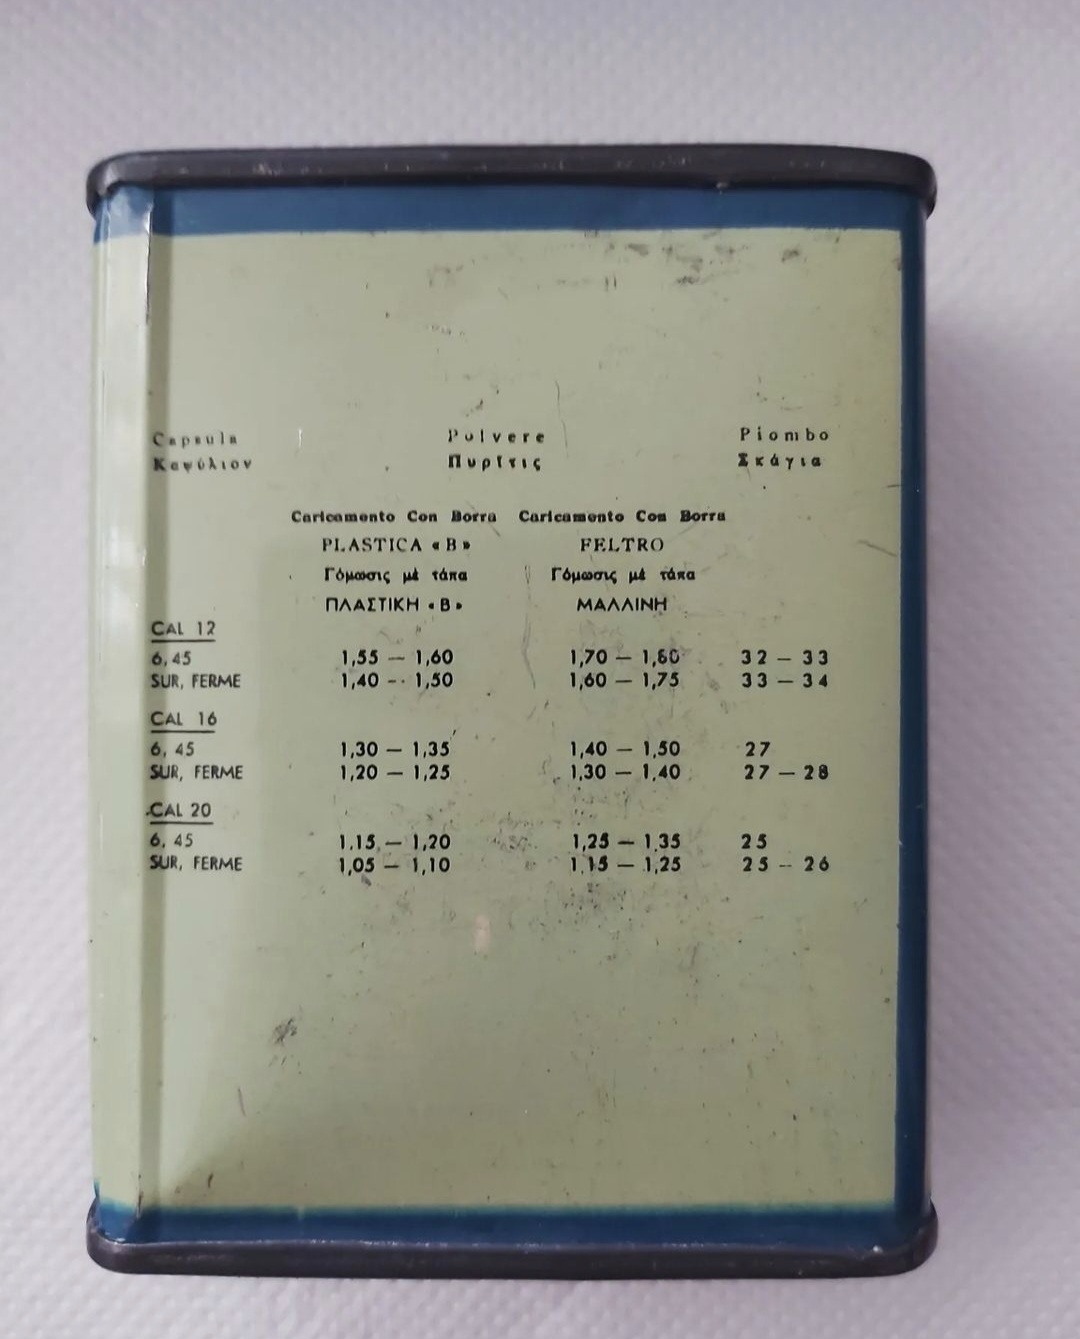 Capsula Polvere Piombo
Καψύλιον Πυρῖτις Σκάγια
Caricamento Con Borra Caricamento Con Borra
PLASTICA «B» FELTRO
Γόμωσις μέ τάπα Γόμωσις μέ τάπα
ΠΛΑΣΤΙΚΗ «Β» ΜΑΛΛΙΝΗ
CAL 12
6,45 1,55 — 1,60 1,70 — 1,80 32 — 33
SUR, FERME 1,40 — 1,50 1,60 — 1,75 33 — 34
CAL 16
6, 45 1,30 — 1,35 1,40 — 1,50 27
SUR, FERME 1,20 — 1,25 1,30 — 1,40 27 — 28
CAL 20
6, 45 1.15 — 1,20 1,25 — 1,35 25
SUR, FERME 1,05 — 1,10 1.15 — 1,25 25 — 26